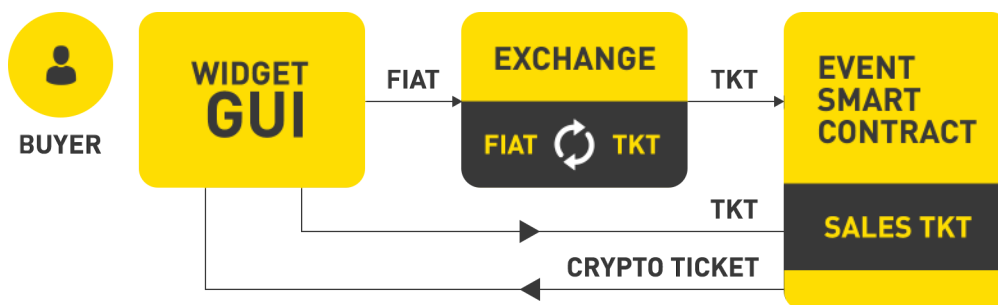 BUYER
WIDGET
GUI
FIAT
EXCHANGE
FIAT TKT
TKT
EVENT
SMART
CONTRACT
TKT
SALES TKT
CRYPTO TICKET